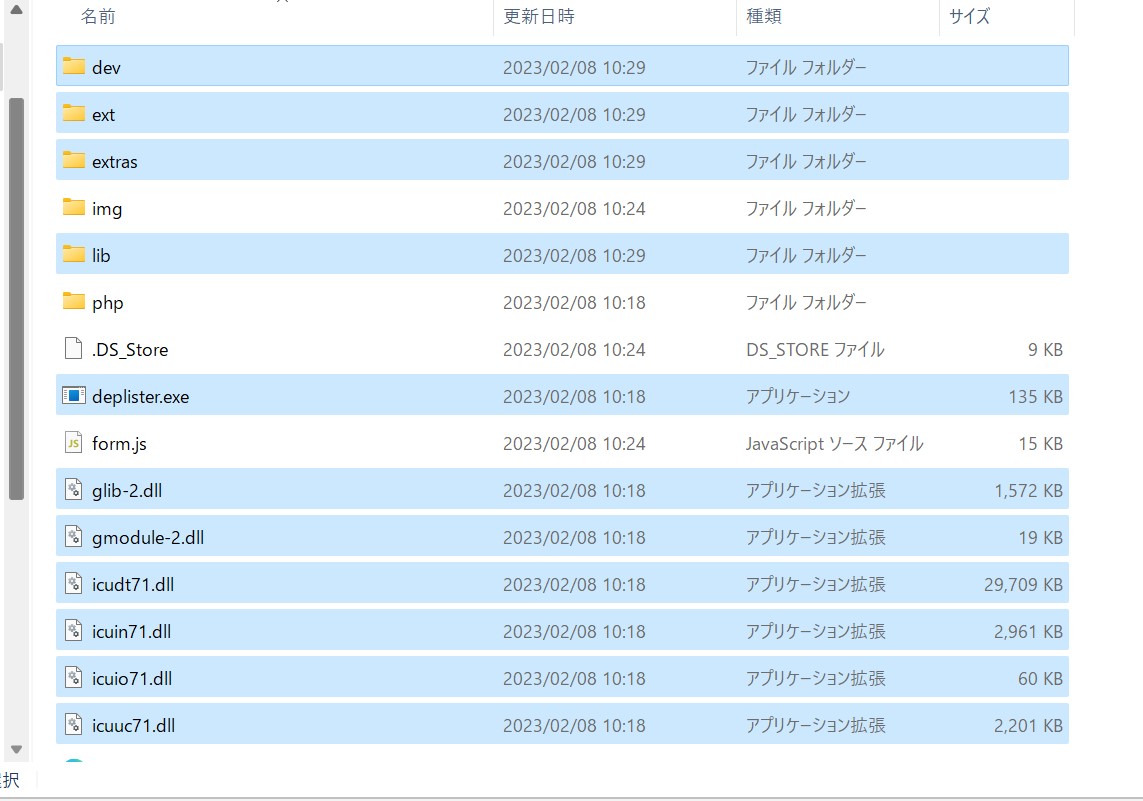 名前 更新日時 種類 サイズ
dev 2023/02/08 10:29 ファイル フォルダー
ext 2023/02/08 10:29 ファイル フォルダー
extras 2023/02/08 10:29 ファイル フォルダー
img 2023/02/08 10:24 ファイル フォルダー
lib 2023/02/08 10:29 ファイル フォルダー
php 2023/02/08 10:18 ファイル フォルダー
.DS_Store 2023/02/08 10:24 DS_STORE ファイル 9 KB
deplister.exe 2023/02/08 10:18 アプリケーション 135 KB
form.js 2023/02/08 10:24 JavaScript ソース ファイル 15 KB
glib-2.dll 2023/02/08 10:18 アプリケーション拡張 1,572 KB
gmodule-2.dll 2023/02/08 10:18 アプリケーション拡張 19 KB
icudt71.dll 2023/02/08 10:18 アプリケーション拡張 29,709 KB
icuin71.dll 2023/02/08 10:18 アプリケーション拡張 2,961 KB
icuio71.dll 2023/02/08 10:18 アプリケーション拡張 60 KB
icuuc71.dll 2023/02/08 10:18 アプリケーション拡張 2,201 KB
択